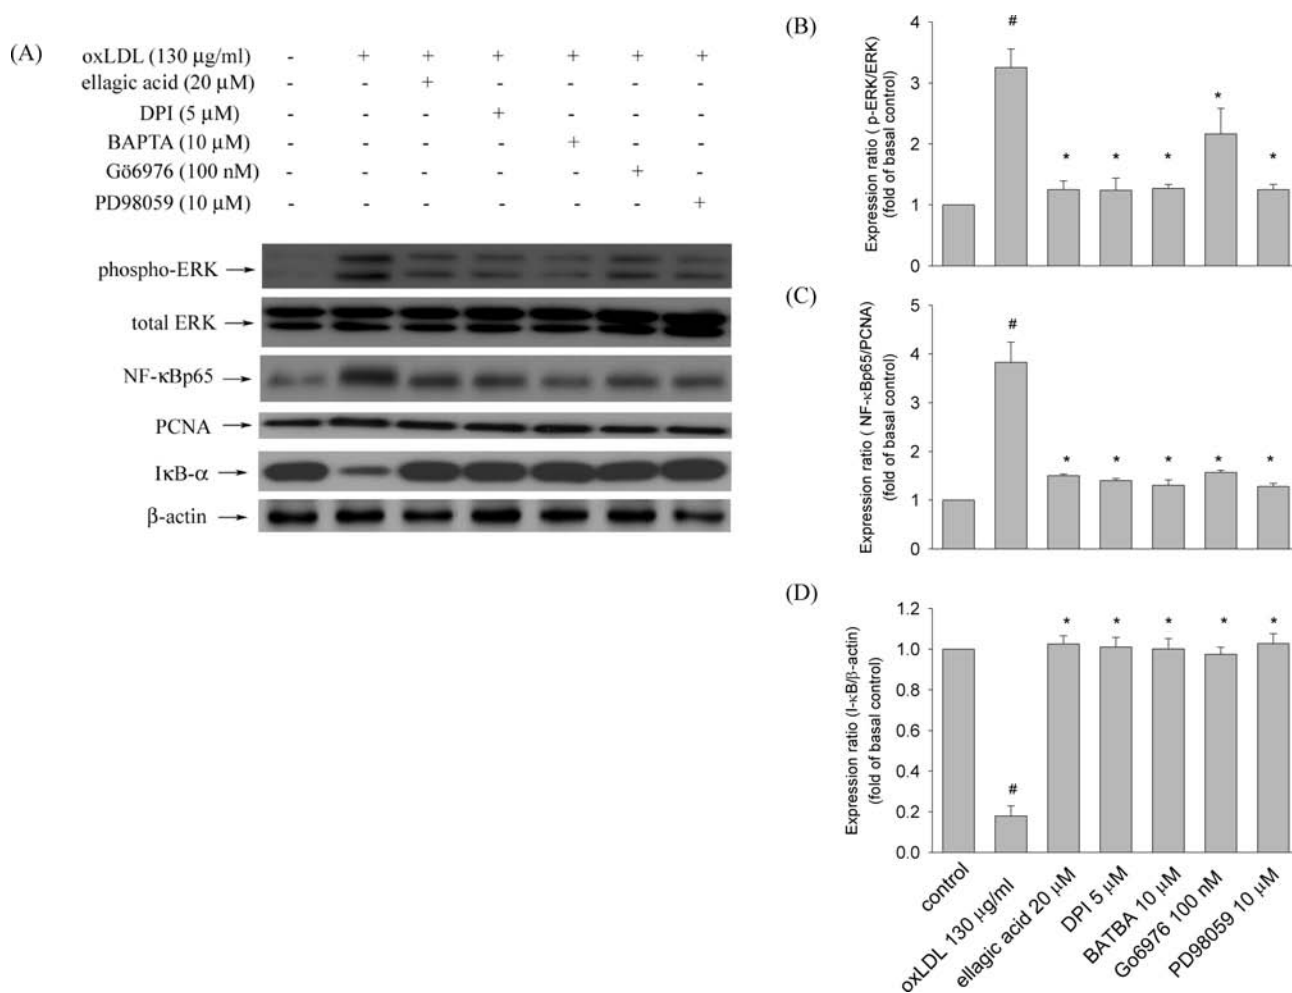 (A)
oxLDL (130 µg/ml) - + + + + + +
ellagic acid (20 µM) - - + - - - -
DPI (5 µM) - - - + - - -
BAPTA (10 µM) - - - - + - -
Gö6976 (100 nM) - - - - - + -
PD98059 (10 µM) - - - - - - +
phospho-ERK
total ERK
NF-κBp65
PCNA
IκB-α
β-actin
(B)
Expression ratio ( p-ERK/ERK)
(fold of basal control)
4
3
2
1
0
# * * * * *
(C)
Expression ratio ( NF-κBp65/PCNA)
(fold of basal control)
5
4
3
2
1
0
# * * * * *
(D)
Expression ratio (I-κB/β-actin)
(fold of basal control)
1.2
1.0
0.8
0.6
0.4
0.2
0.0
# * * * * *
control
oxLDL 130 µg/ml
ellagic acid 20 µM
DPI 5 µM
BATBA 10 µM
Go6976 100 nM
PD98059 10 µM